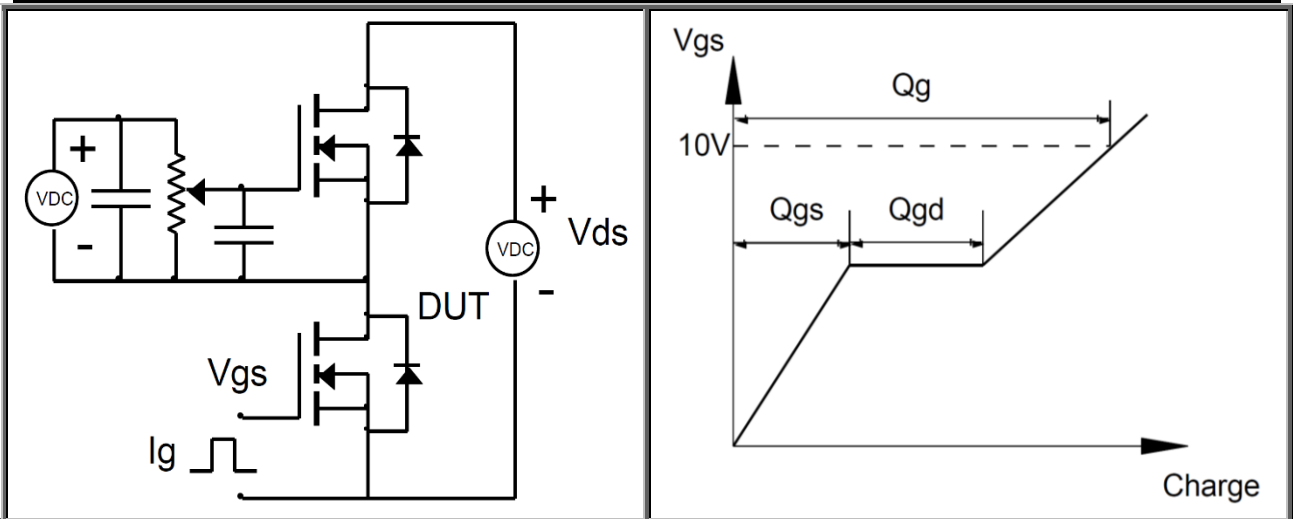 +
VDC
-
+
VDC
Vds
-
DUT
Vgs
Ig
Vgs
Qg
10V
Qgs
Qgd
Charge